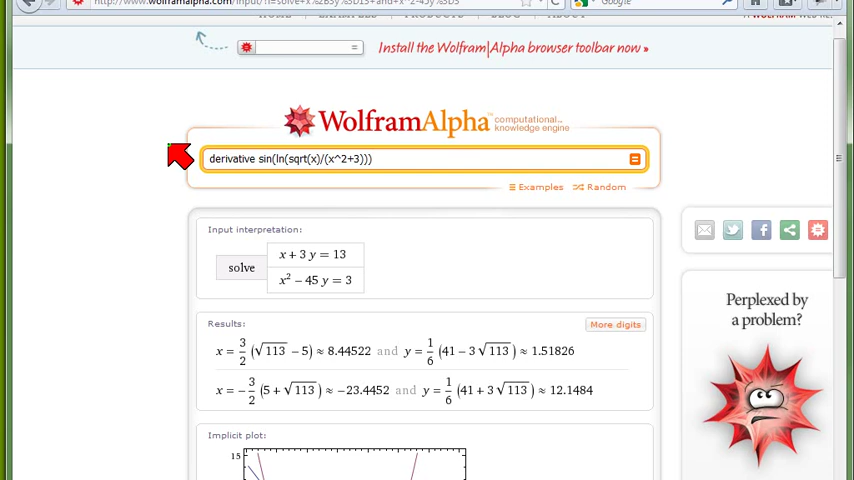 Google
Install the Wolfram|Alpha browser toolbar now »
=
WolframAlpha™ computational... knowledge engine
derivative sin(ln(sqrt(x)/(x^2+3)))
Examples Random
Input interpretation:
solve
x + 3 y = 13
x² − 45 y = 3
Results:
More digits
x = 3/2 (√113 − 5) ≈ 8.44522 and y = 1/6 (41 − 3 √113) ≈ 1.51826
x = − 3/2 (5 + √113) ≈ −23.4452 and y = 1/6 (41 + 3 √113) ≈ 12.1484
Implicit plot:
15
Perplexed by
a problem?